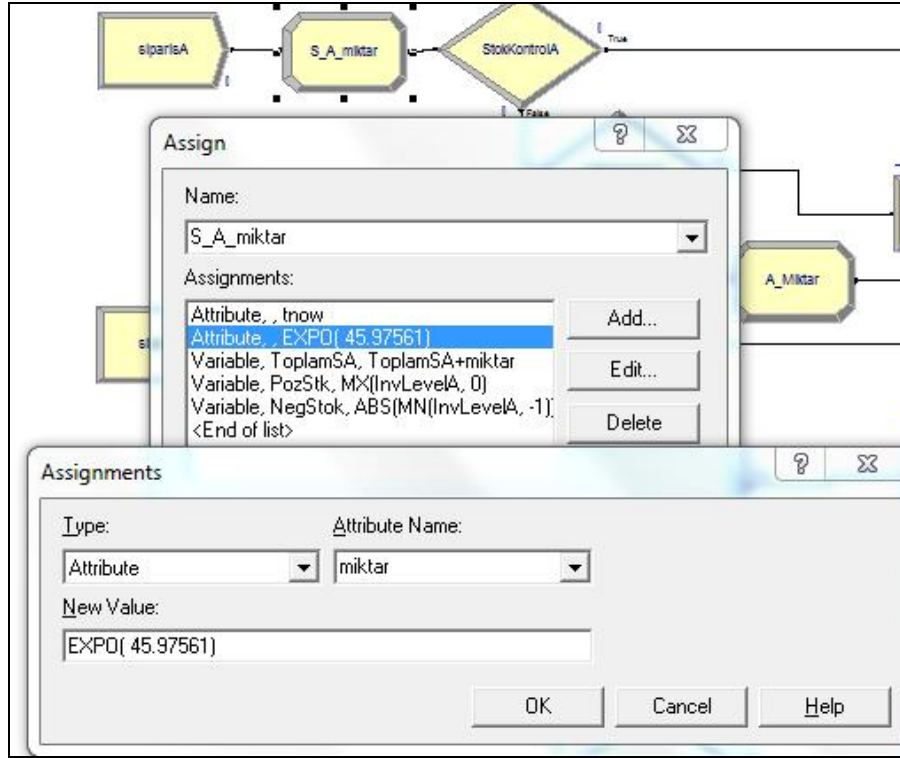 siparisA
S_A_miktar
StokKontrolA
True
False
Assign
Name:
S_A_miktar
Assignments:
Attribute, , tnow
Attribute, , EXPO( 45.97561)
Variable, ToplamSA, ToplamSA+miktar
Variable, PozStk, MX(InvLevelA, 0)
Variable, NegStok, ABS(MN(InvLevelA, -1))
<End of list>
Add...
Edit...
Delete
A_Miktar
Assignments
Type:
Attribute Name:
Attribute
miktar
New Value:
EXPO( 45.97561)
OK
Cancel
Help